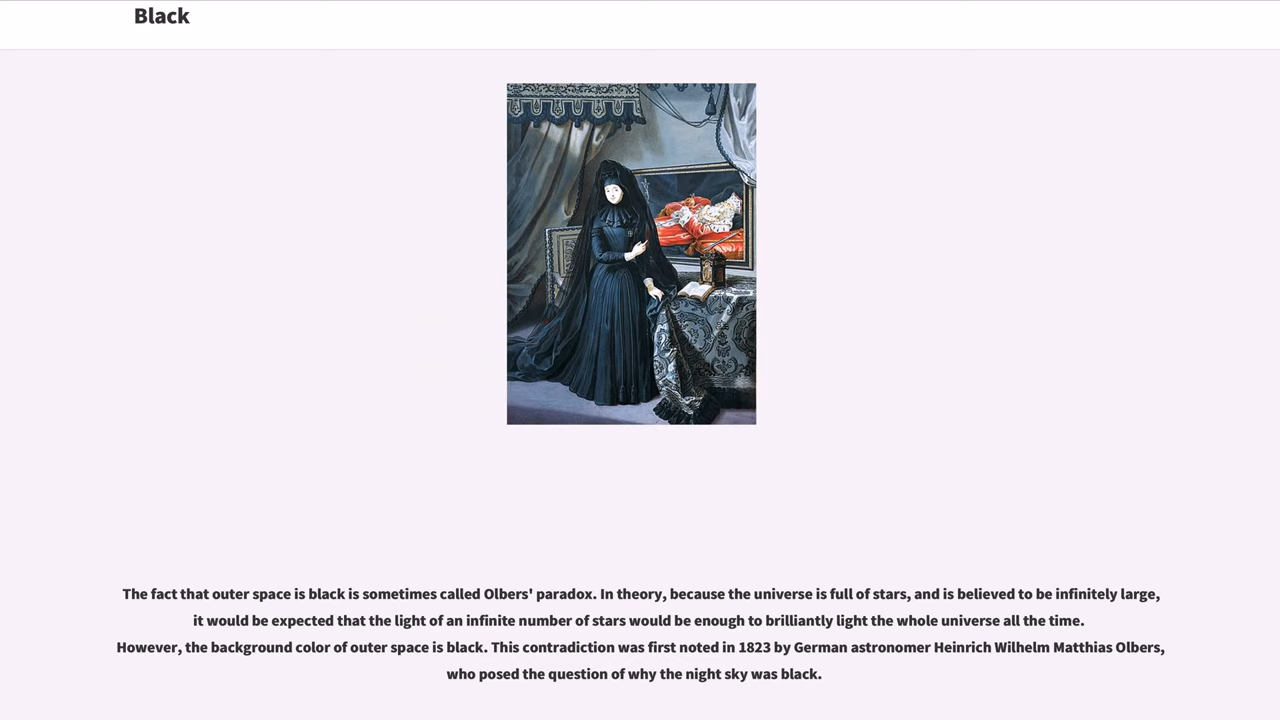 Black
The fact that outer space is black is sometimes called Olbers' paradox. In theory, because the universe is full of stars, and is believed to be infinitely large,
it would be expected that the light of an infinite number of stars would be enough to brilliantly light the whole universe all the time.
However, the background color of outer space is black. This contradiction was first noted in 1823 by German astronomer Heinrich Wilhelm Matthias Olbers,
who posed the question of why the night sky was black.